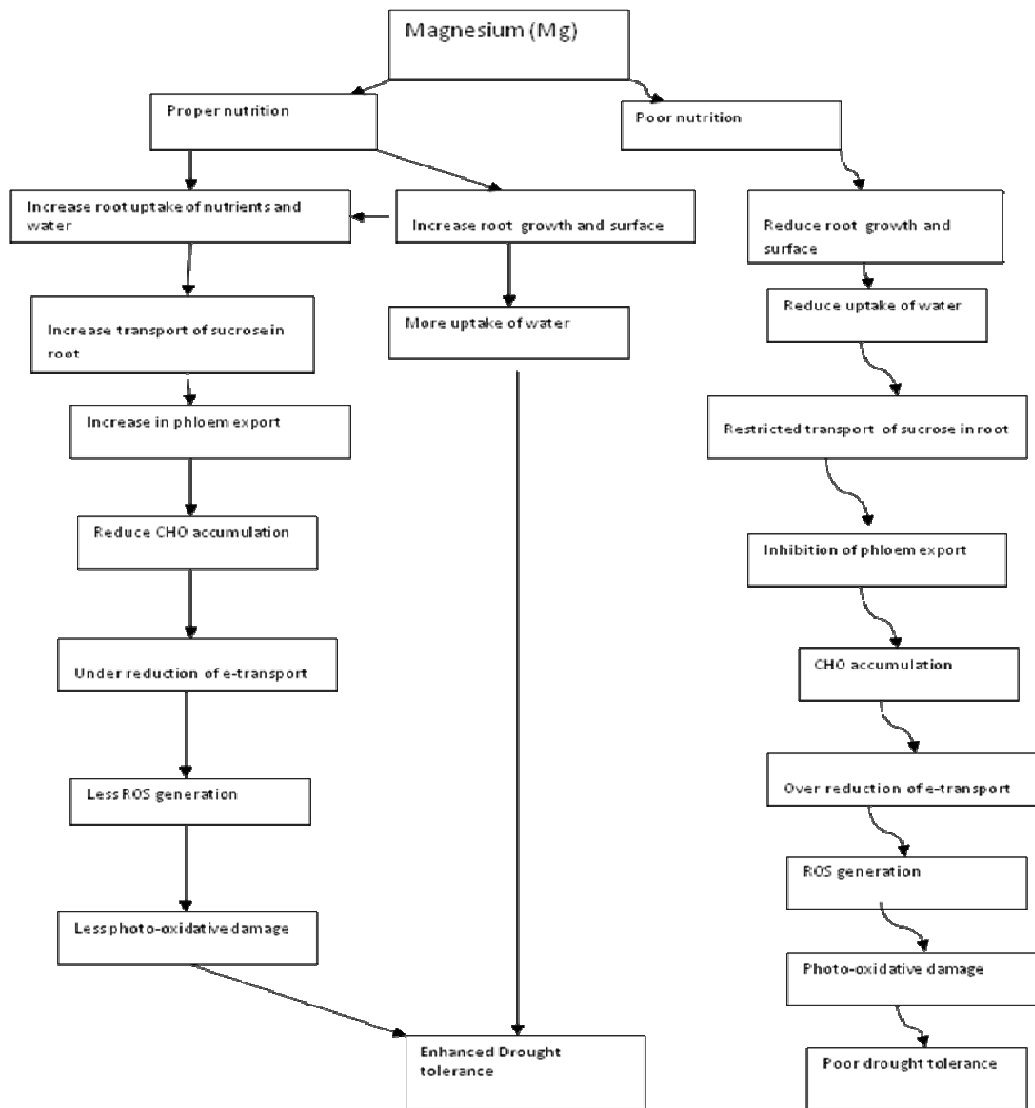 Magnesium (Mg)
Proper nutrition
Poor nutrition
Increase root uptake of nutrients and
water
Increase root growth and surface
Reduce root growth and
surface
Increase transport of sucrose in
root
More uptake of water
Reduce uptake of water
Increase in phloem export
Restricted transport of sucrose in root
Reduce CHO accumulation
Inhibition of phloem export
Under reduction of e-transport
CHO accumulation
Less ROS generation
Over reduction of e-transport
ROS generation
Less photo-oxidative damage
Photo-oxidative damage
Enhanced Drought
tolerance
Poor drought tolerance